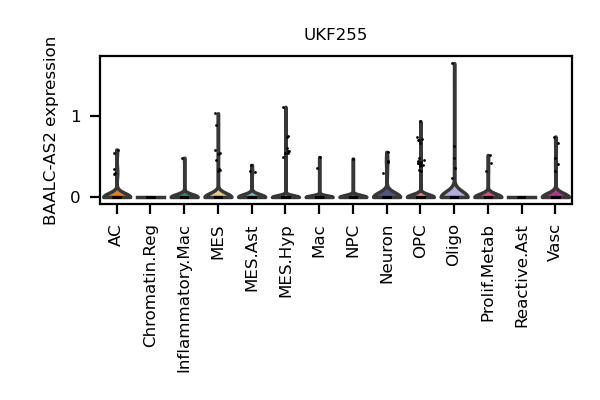 UKF255
BAALC-AS2 expression
1
0
AC
Chromatin.Reg
Inflammatory.Mac
MES
MES.Ast
MES.Hyp
Mac
NPC
Neuron
OPC
Oligo
Prolif.Metab
Reactive.Ast
Vasc